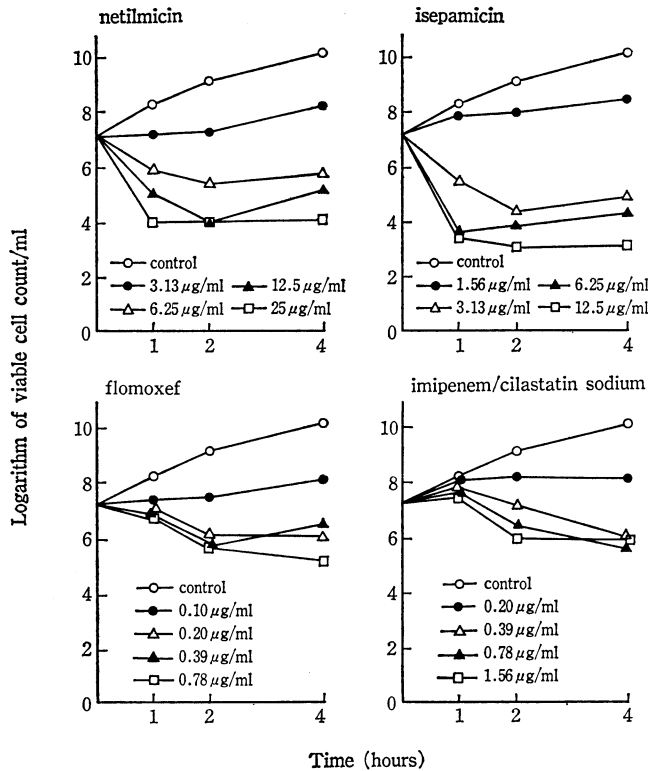 netilmicin
10
8
6
4
2
0
control
3.13 µg/ml 12.5 µg/ml
6.25 µg/ml 25 µg/ml
1 2 4
isepamicin
10
8
6
4
2
0
control
1.56 µg/ml 6.25 µg/ml
3.13 µg/ml 12.5 µg/ml
1 2 4
flomoxef
10
8
6
4
2
0
control
0.10 µg/ml
0.20 µg/ml
0.39 µg/ml
0.78 µg/ml
1 2 4
imipenem/cilastatin sodium
10
8
6
4
2
0
control
0.20 µg/ml
0.39 µg/ml
0.78 µg/ml
1.56 µg/ml
1 2 4
Logarithm of viable cell count/ml
Time (hours)